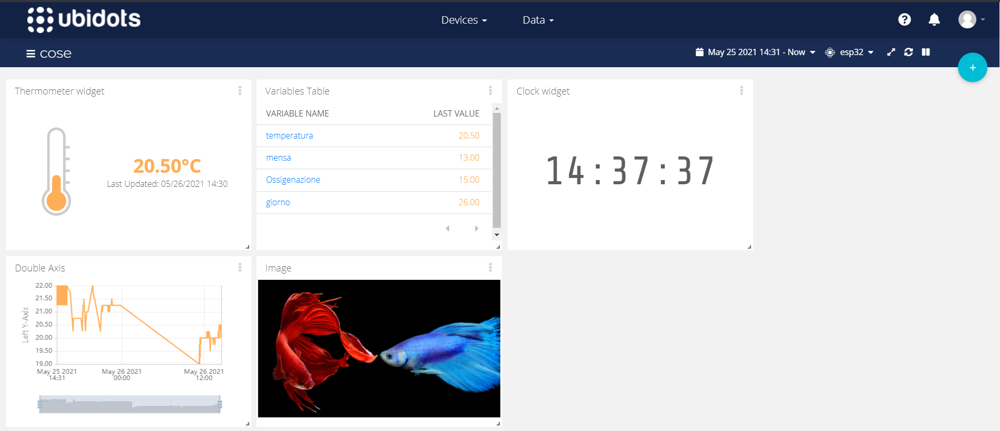 ubidots
Devices
Data
cose
May 25 2021 14:31 - Now
esp32
Thermometer widget
20.50°C
Last Updated: 05/26/2021 14:30
Variables Table
VARIABLE NAME LAST VALUE
temperatura 20.50
mensa 13.00
Ossigenazione 15.00
giorno 26.00
Clock widget
14:37:37
Double Axis
Left Y-Axis
22.00
21.50
21.00
20.50
20.00
19.50
19.00
May 25 2021 May 26 2021 May 26 2021
14:31 00:00 12:00
Image